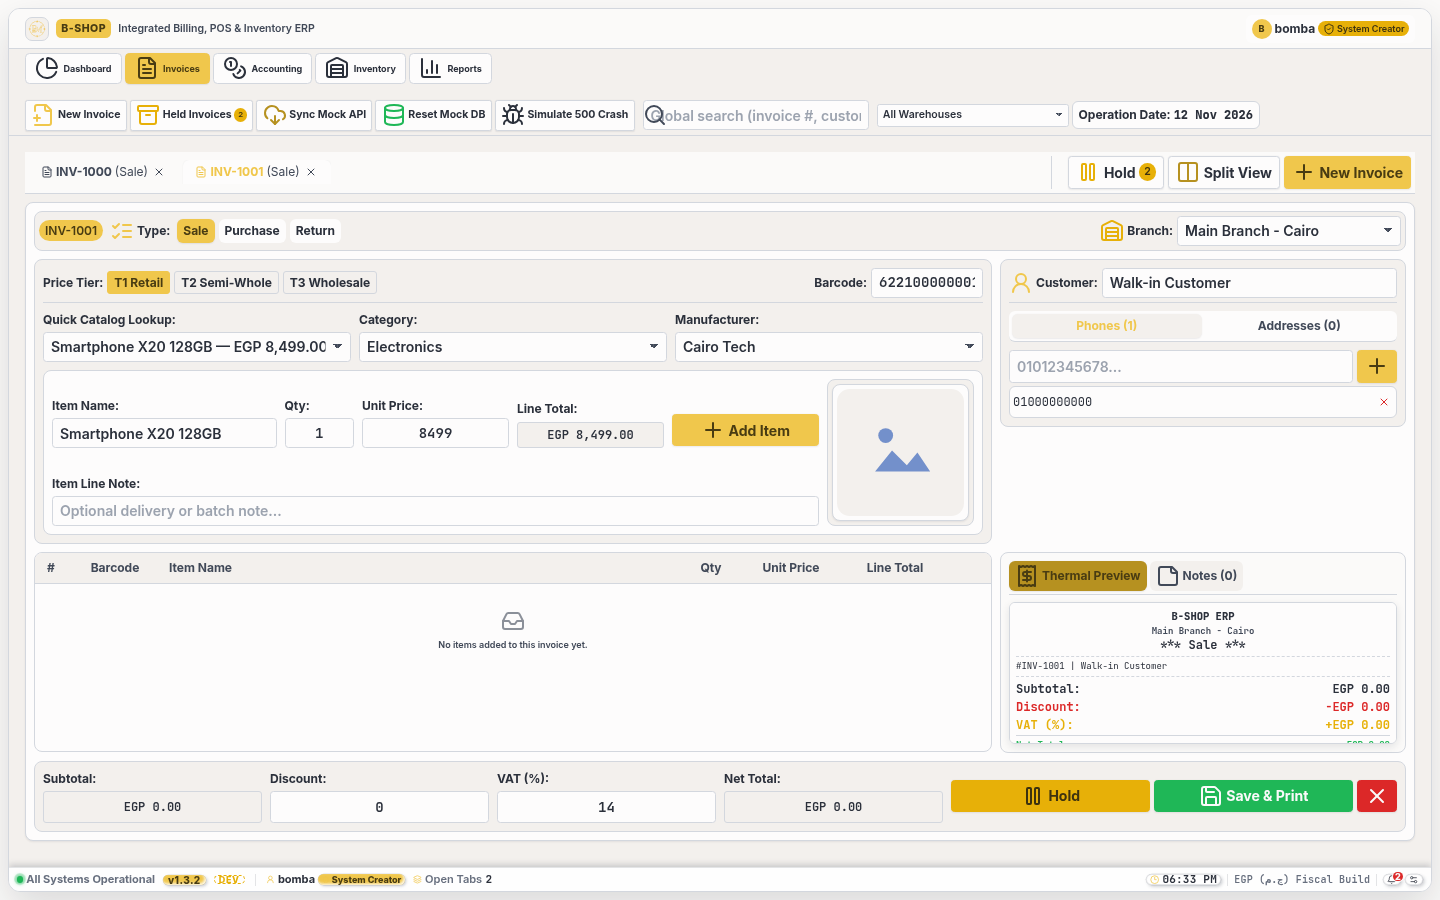 B-SHOP Integrated Billing, POS & Inventory ERP
B bomba System Creator
Dashboard Invoices Accounting Inventory Reports
New Invoice Held Invoices 2 Sync Mock API Reset Mock DB Simulate 500 Crash Global search (invoice #, custor All Warehouses Operation Date: 12 Nov 2026
INV-1000 (Sale) × INV-1001 (Sale) × Hold 2 Split View New Invoice
INV-1001 Type: Sale Purchase Return Branch: Main Branch - Cairo
Price Tier: T1 Retail T2 Semi-Whole T3 Wholesale Barcode: 62210000000
Customer: Walk-in Customer
Quick Catalog Lookup: Category: Manufacturer:
Smartphone X20 128GB — EGP 8,499.00 Electronics Cairo Tech
Phones (1) Addresses (0)
01012345678...
01000000000
Item Name: Qty: Unit Price: Line Total:
Smartphone X20 128GB 1 8499 EGP 8,499.00 Add Item
Item Line Note:
Optional delivery or batch note...
# Barcode Item Name Qty Unit Price Line Total
No items added to this invoice yet.
Thermal Preview Notes (0)
B-SHOP ERP
Main Branch - Cairo
*** Sale ***
#INV-1001 | Walk-in Customer
Subtotal: EGP 0.00
Discount: -EGP 0.00
VAT (%): +EGP 0.00
Subtotal: Discount: VAT (%): Net Total:
EGP 0.00 0 14 EGP 0.00 Hold Save & Print
All Systems Operational v1.3.2 DEV bomba System Creator Open Tabs 2 06:33 PM EGP (ج.م) Fiscal Build 2